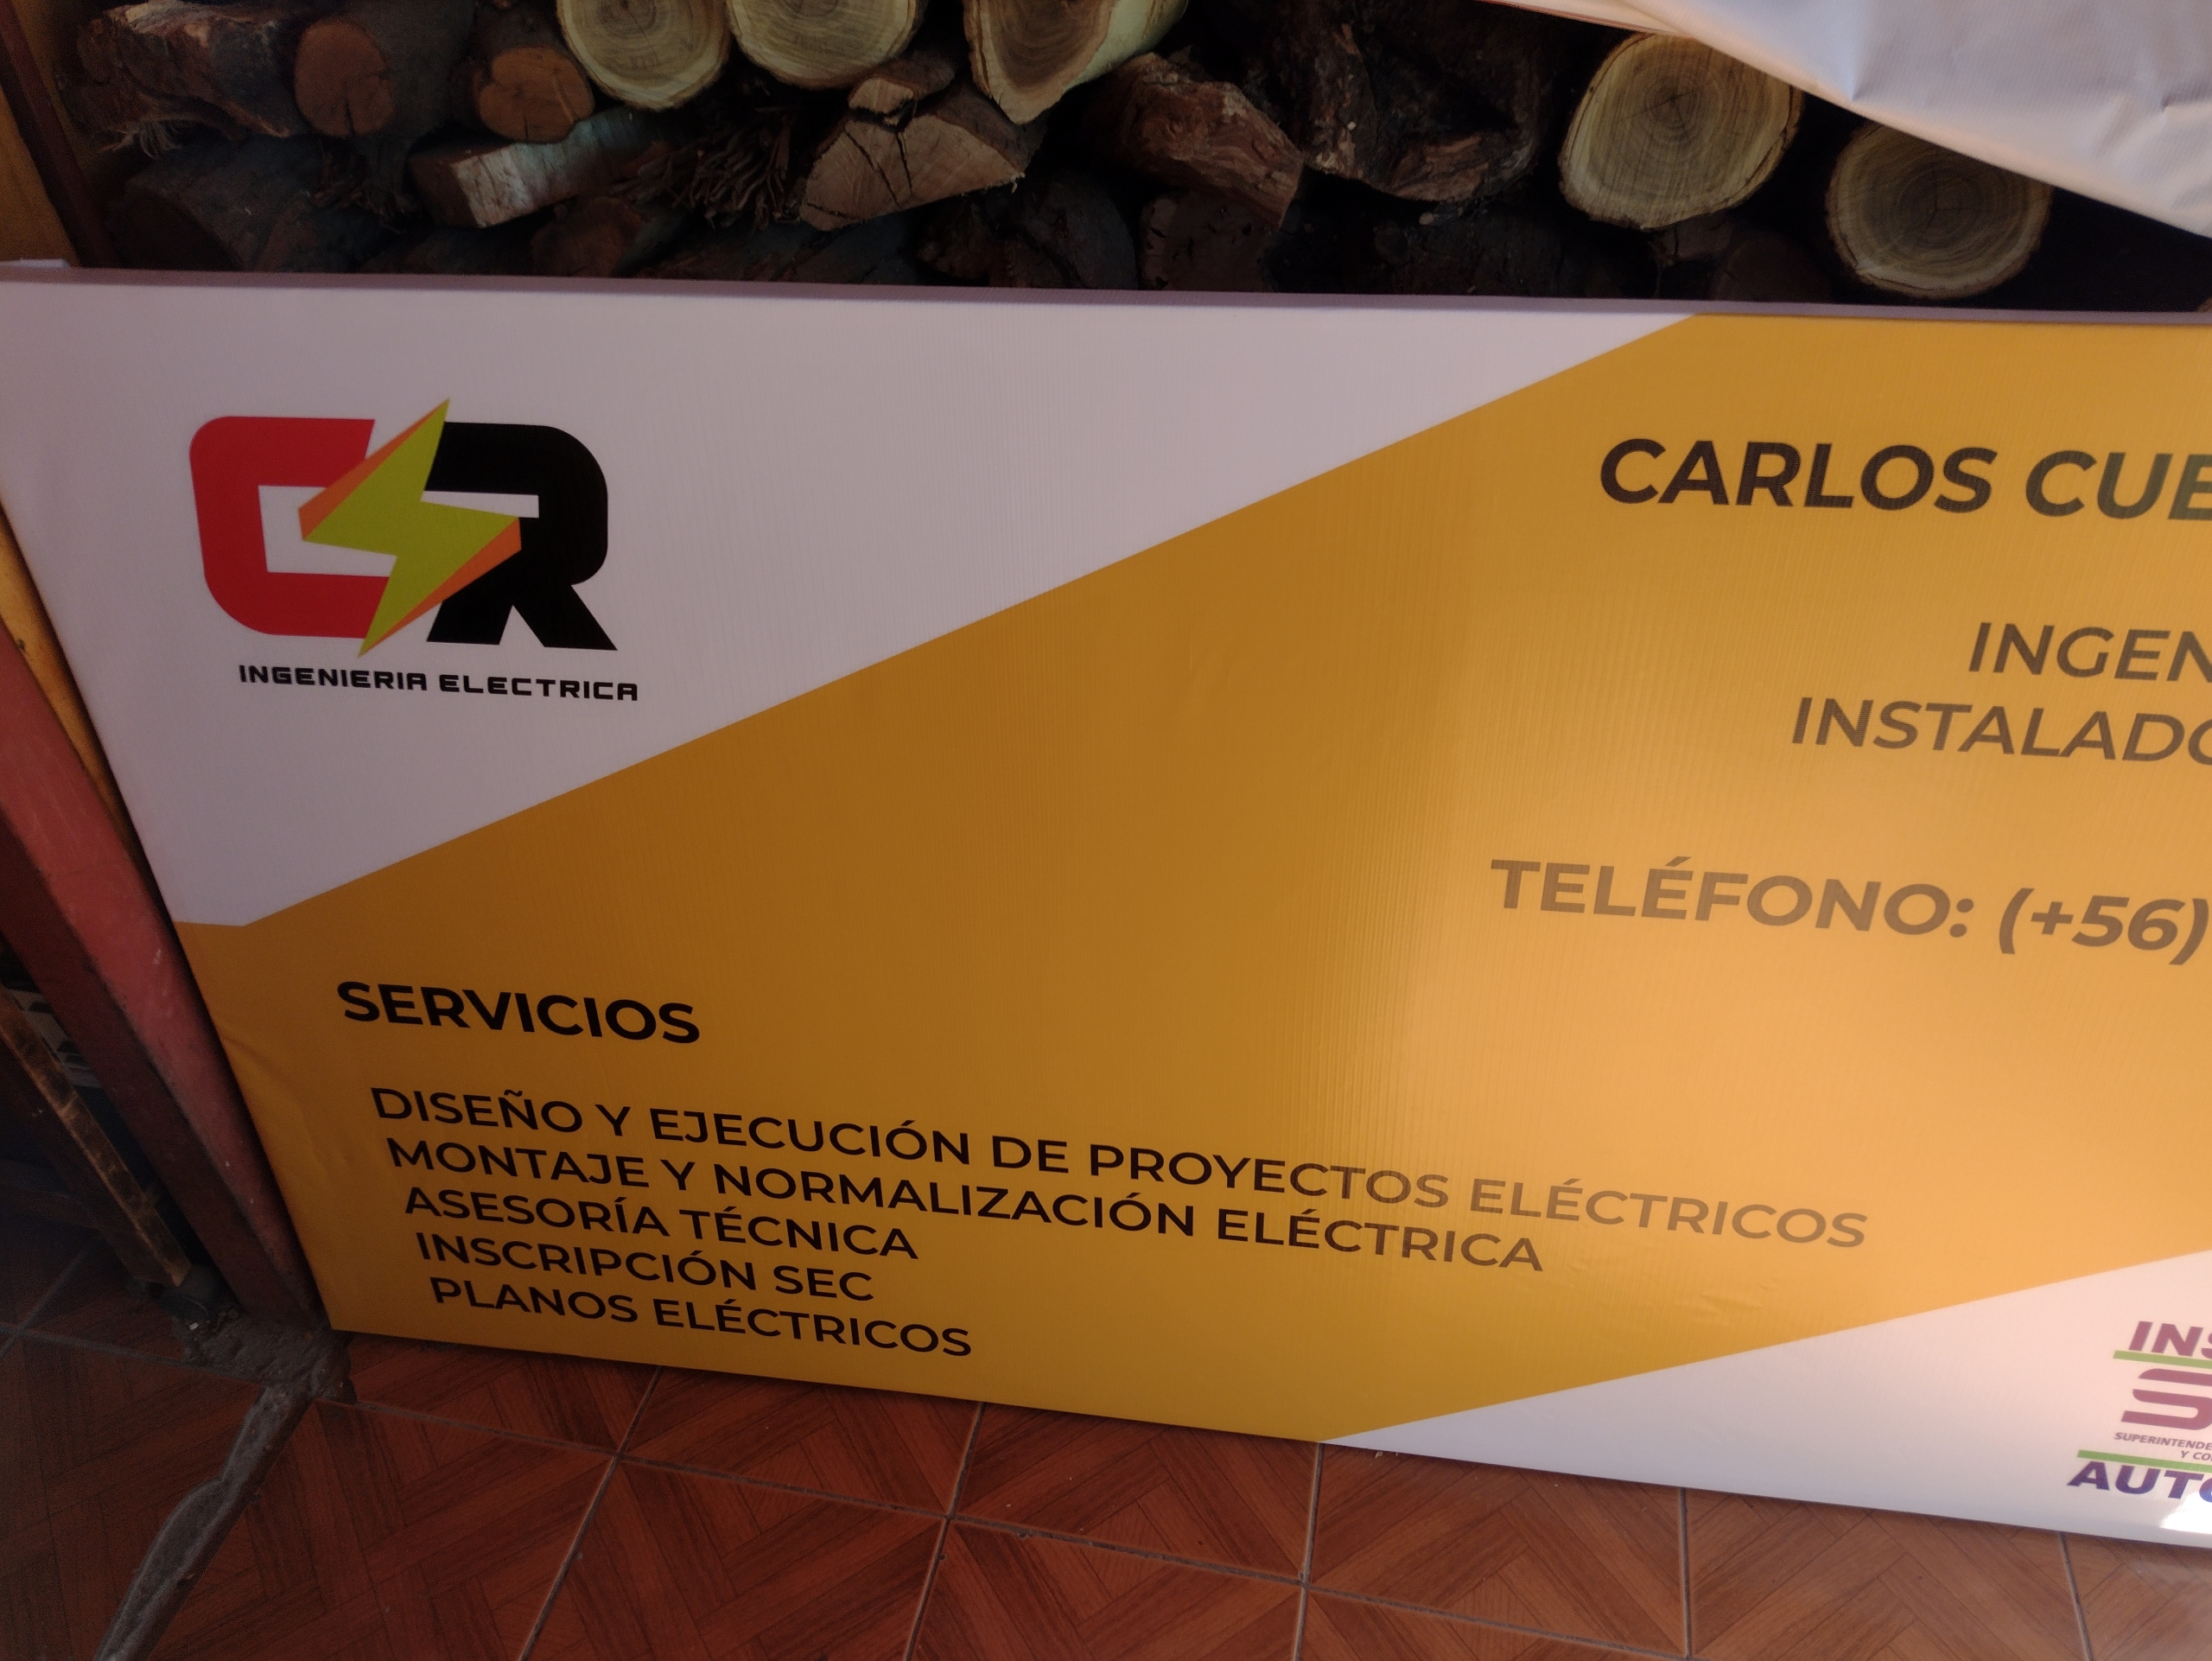 CR
INGENIERIA ELECTRICA
CARLOS
TELÉFONO: (+56)
SERVICIOS
DISEÑO Y EJECUCIÓN DE PROYECTOS ELÉCTRICOS
MONTAJE Y NORMALIZACIÓN ELÉCTRICA
ASESORÍA TÉCNICA
INSCRIPCIÓN SEC
PLANOS ELÉCTRICOS